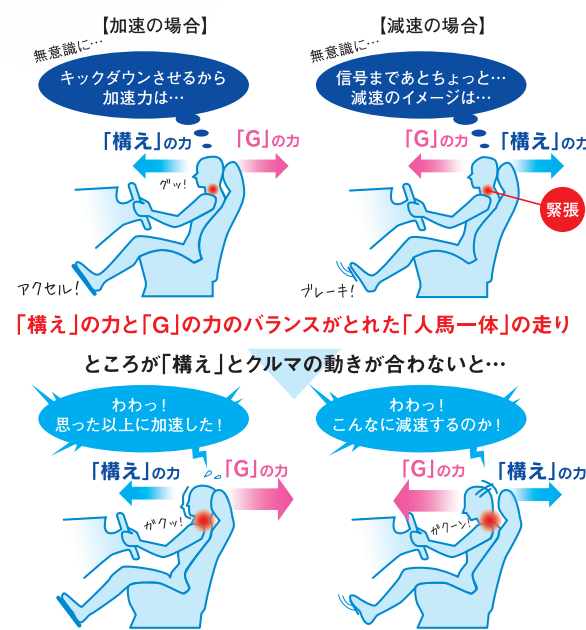 【加速の場合】
無意識に…
キックダウンさせるから
加速力は…
「構え」の力
「G」の力
グッ!
アクセル!
【減速の場合】
無意識に…
信号まであとちょっと…
減速のイメージは…
「G」の力
「構え」の力
緊張
ブレーキ!
「構え」の力と「G」の力のバランスがとれた「人馬一体」の走り
ところが「構え」とクルマの動きが合わないと…
わわっ!
思った以上に加速した!
「構え」の力
「G」の力
ガクッ!
わわっ!
こんなに減速するのか!
「G」の力
「構え」の力
ガクーン!